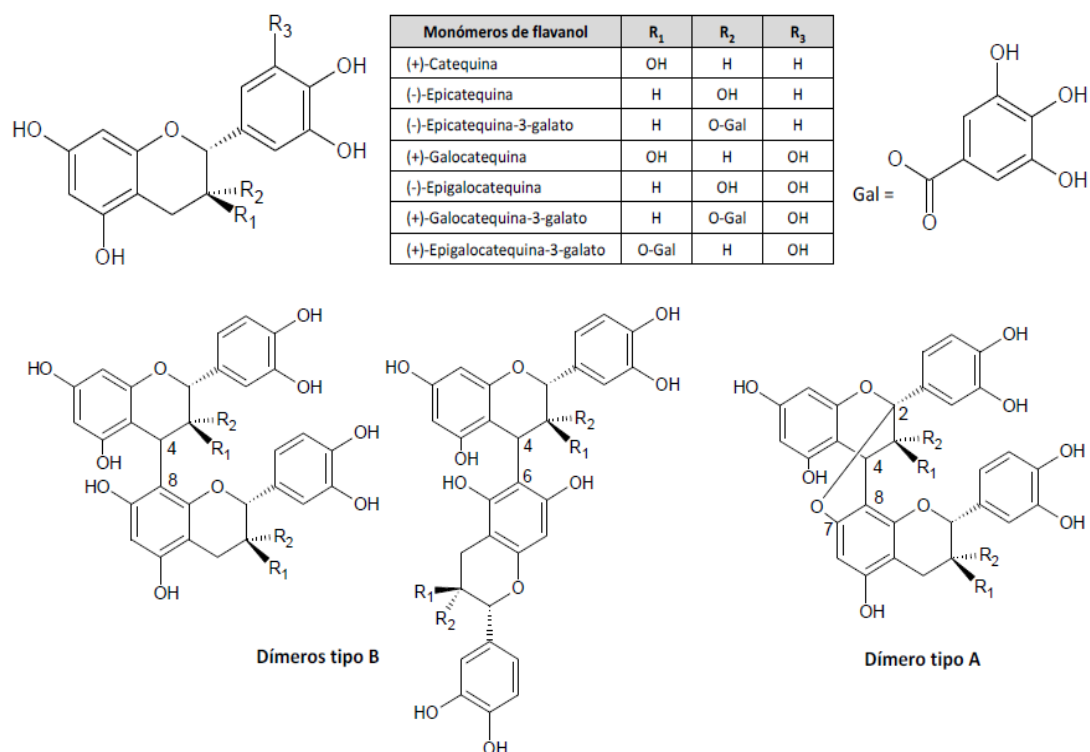 R3
OH
HO
O
OH
R2
R1
OH
Monómeros de flavanol R1 R2 R3
(+)-Catequina OH H H
(-)-Epicatequina H OH H
(-)-Epicatequina-3-galato H O-Gal H
(+)-Galocatequina OH H OH
(-)-Epigalocatequina H OH OH
(+)-Galocatequina-3-galato H O-Gal OH
(+)-Epigalocatequina-3-galato O-Gal H OH
OH
OH
O
OH
Gal =
O
OH
OH
HO
O
R2
4
R1
OH
OH
8
HO
O
OH
R2
R1
OH
OH
HO
O
OH
R2
4
R1
OH
6
HO
OH
R1
O
R2
HO
OH
OH
HO
O
OH
2
R2
4
R1
OH
OH
8
O
O
7
OH
R2
R1
OH
Dímeros tipo B
Dímero tipo A